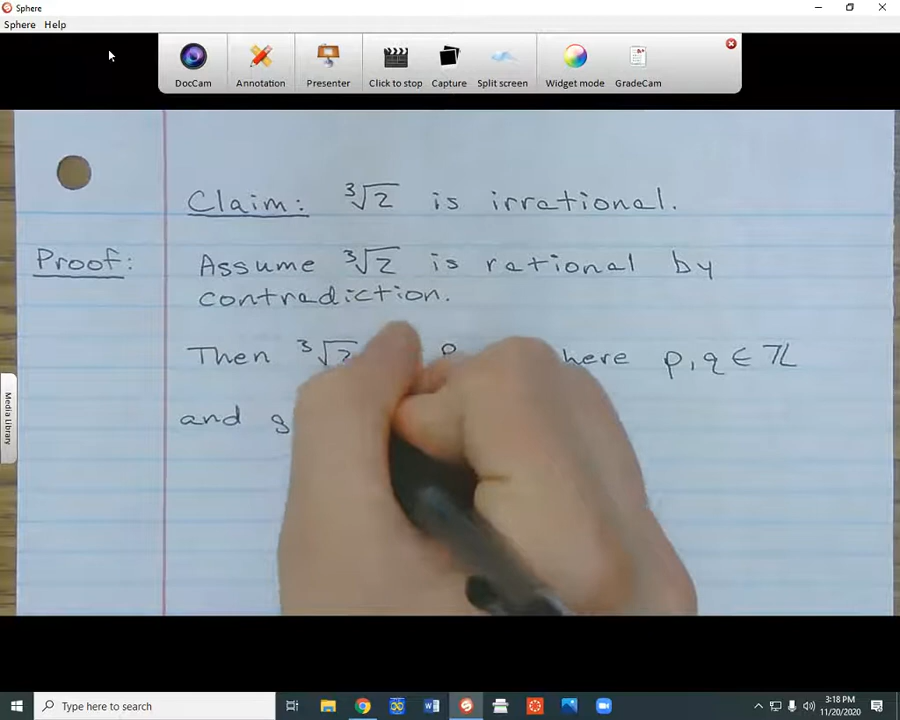 Sphere
Sphere Help
DocCam Annotation Presenter Click to stop Capture Split screen Widget mode GradeCam
Claim: ∛2 is irrational.
Proof: Assume ∛2 is rational by
contradiction.
Then ∛2 here p,q ∈ ℤ
and
Media Library
Type here to search
3:18 PM
11/20/2020